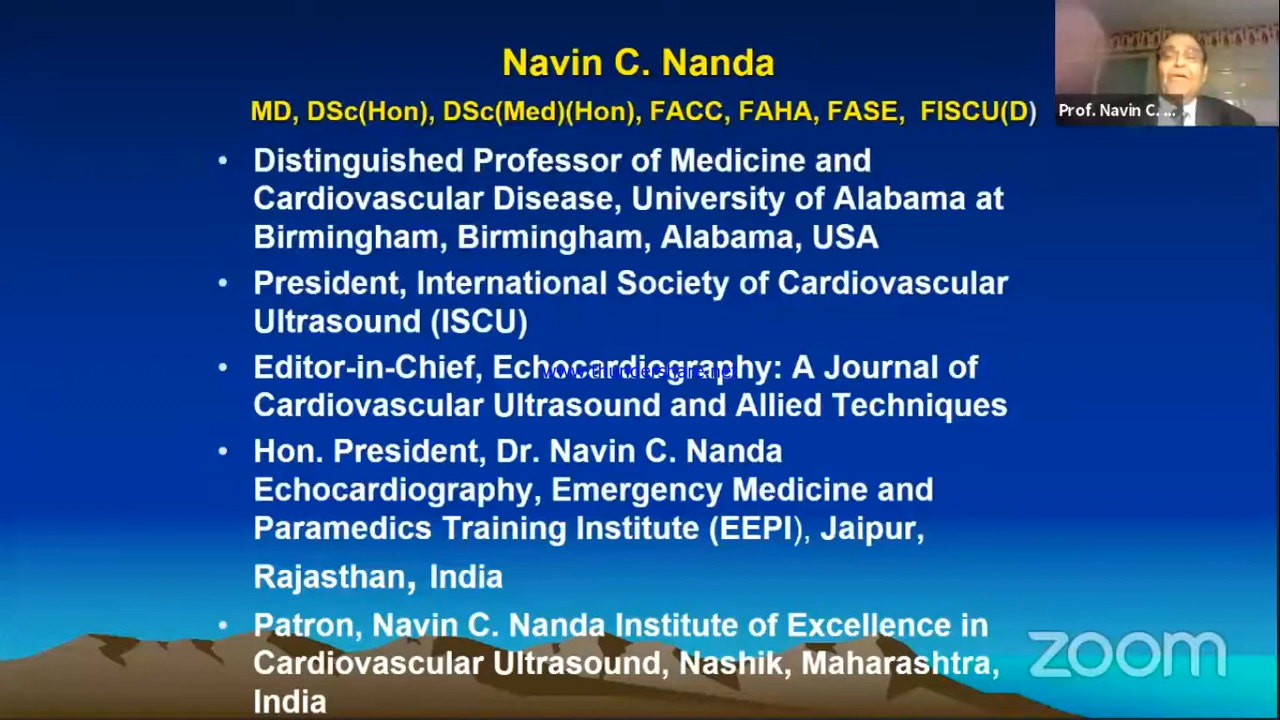 Navin C. Nanda
MD, DSc(Hon), DSc(Med)(Hon), FACC, FAHA, FASE, FISCU(D)
Prof. Navin C. ...
• Distinguished Professor of Medicine and
Cardiovascular Disease, University of Alabama at
Birmingham, Birmingham, Alabama, USA
• President, International Society of Cardiovascular
Ultrasound (ISCU)
• Editor-in-Chief, Echocardiography: A Journal of
www.thundershare.net
Cardiovascular Ultrasound and Allied Techniques
• Hon. President, Dr. Navin C. Nanda
Echocardiography, Emergency Medicine and
Paramedics Training Institute (EEPI), Jaipur,
Rajasthan, India
• Patron, Navin C. Nanda Institute of Excellence in
Cardiovascular Ultrasound, Nashik, Maharashtra,
India
zoom